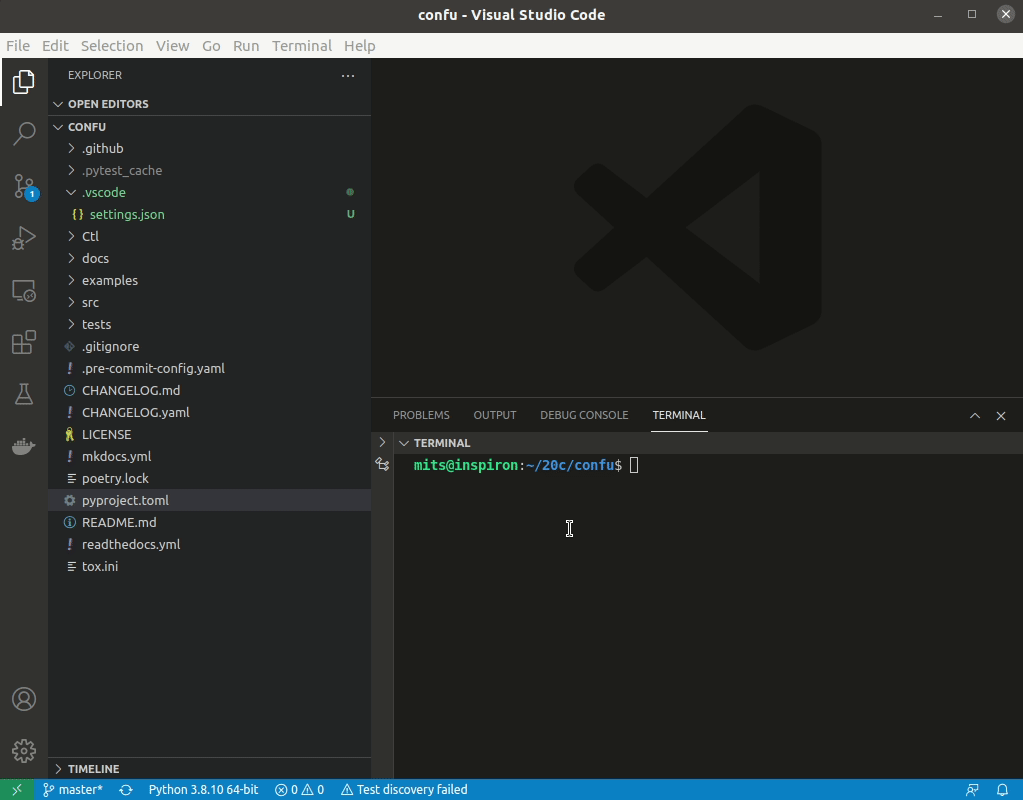 confu - Visual Studio Code
File Edit Selection View Go Run Terminal Help
EXPLORER
OPEN EDITORS
CONFU
.github
.pytest_cache
.vscode
{} settings.json U
Ctl
docs
examples
src
tests
.gitignore
! .pre-commit-config.yaml
CHANGELOG.md
! CHANGELOG.yaml
LICENSE
! mkdocs.yml
poetry.lock
pyproject.toml
README.md
! readthedocs.yml
tox.ini
TIMELINE
1
PROBLEMS OUTPUT DEBUG CONSOLE TERMINAL
TERMINAL
mits@inspiron:~/20c/confu$
master* Python 3.8.10 64-bit 0 0 Test discovery failed